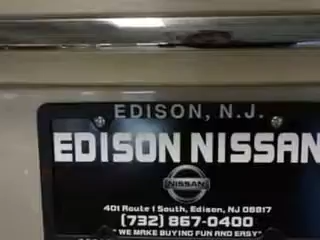 EDISON, N.J.
EDISON NISSAN
NISSAN
401 Route 1 South, Edison, NJ 08817
(732) 867-0400
" WE MAKE BUYING FUN AND EASY"